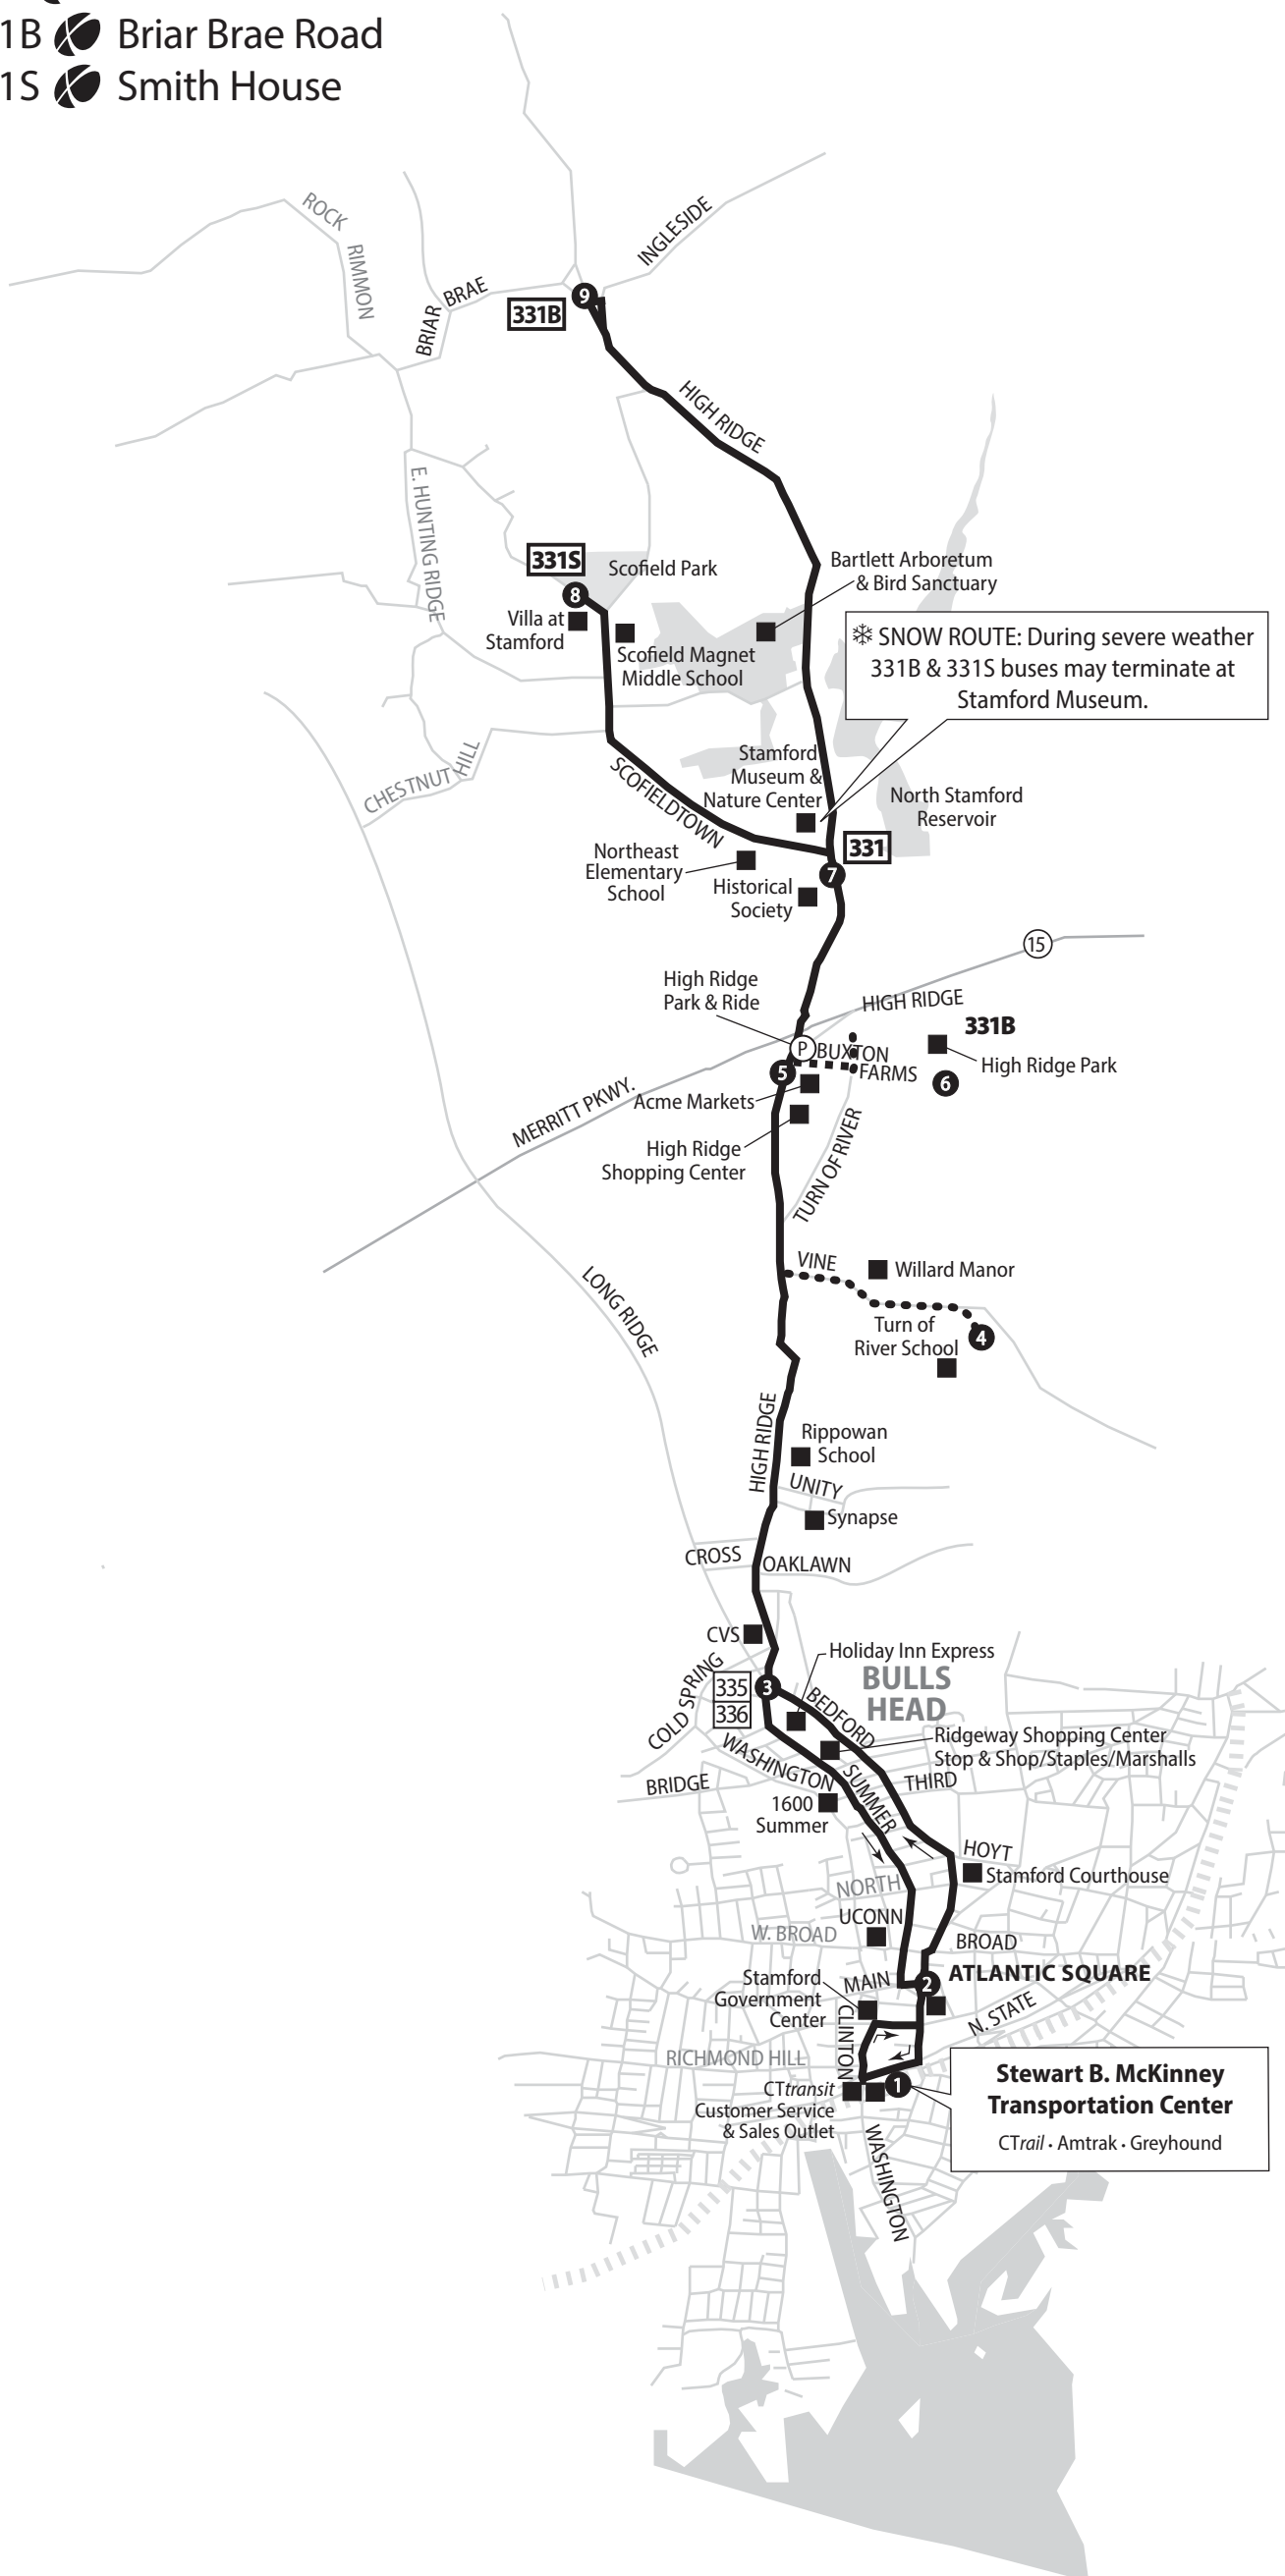 1B Briar Brae Road
1S Smith House
ROCK
RIMMON
INGLESIDE
BRIAR
BRAE
9
331B
HIGH RIDGE
E. HUNTING RIDGE
331S
Scofield Park
8
Villa at
Stamford
Scofield Magnet
Middle School
Bartlett Arboretum
& Bird Sanctuary
❄ SNOW ROUTE: During severe weather
331B & 331S buses may terminate at
Stamford Museum.
CHESTNUT HILL
SCOFIELDTOWN
Stamford
Museum &
Nature Center
North Stamford
Reservoir
331
7
Northeast
Elementary
School
Historical
Society
15
High Ridge
Park & Ride
HIGH RIDGE
331B
P
BUXTON
FARMS
High Ridge Park
5
6
MERRITT PKWY.
Acme Markets
High Ridge
Shopping Center
TURN OF RIVER
VINE
Willard Manor
LONG RIDGE
Turn of
River School
4
HIGH RIDGE
Rippowan
School
UNITY
Synapse
CROSS
OAKLAWN
CVS
Holiday Inn Express
COLD SPRING
335
336
3
BEDFORD
BULLS
HEAD
Ridgeway Shopping Center
Stop & Shop/Staples/Marshalls
WASHINGTON
BRIDGE
SUMMER
THIRD
1600
Summer
HOYT
Stamford Courthouse
NORTH
UCONN
W. BROAD
BROAD
MAIN
2
ATLANTIC SQUARE
Stamford
Government
Center
CLINTON
N. STATE
RICHMOND HILL
1
Stewart B. McKinney
Transportation Center
CTrail · Amtrak · Greyhound
CTtransit
Customer Service
& Sales Outlet
WASHINGTON